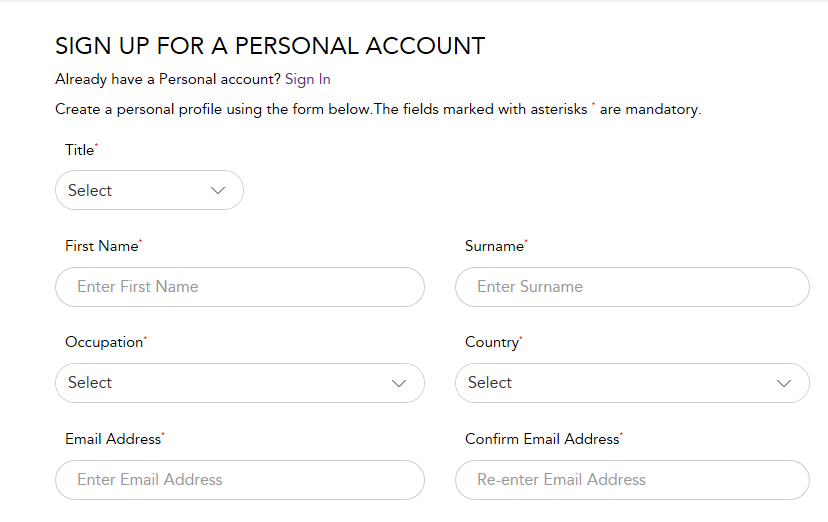 SIGN UP FOR A PERSONAL ACCOUNT
Already have a Personal account? Sign In
Create a personal profile using the form below.The fields marked with asterisks * are mandatory.
Title*
Select
First Name* Surname*
Enter First Name Enter Surname
Occupation* Country*
Select Select
Email Address* Confirm Email Address*
Enter Email Address Re-enter Email Address